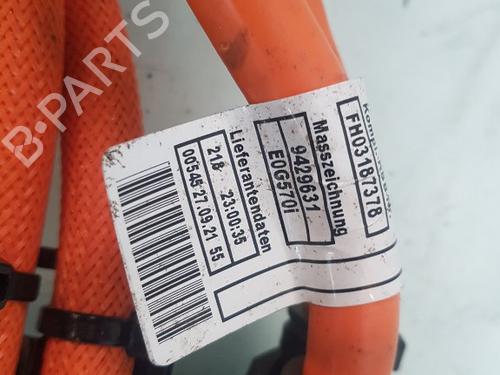 B-PARTS
FH03187378
Masszeichnung
9429631
E0G570i
Lieferantendaten
218 23:00:35
00545 27.09.21 55